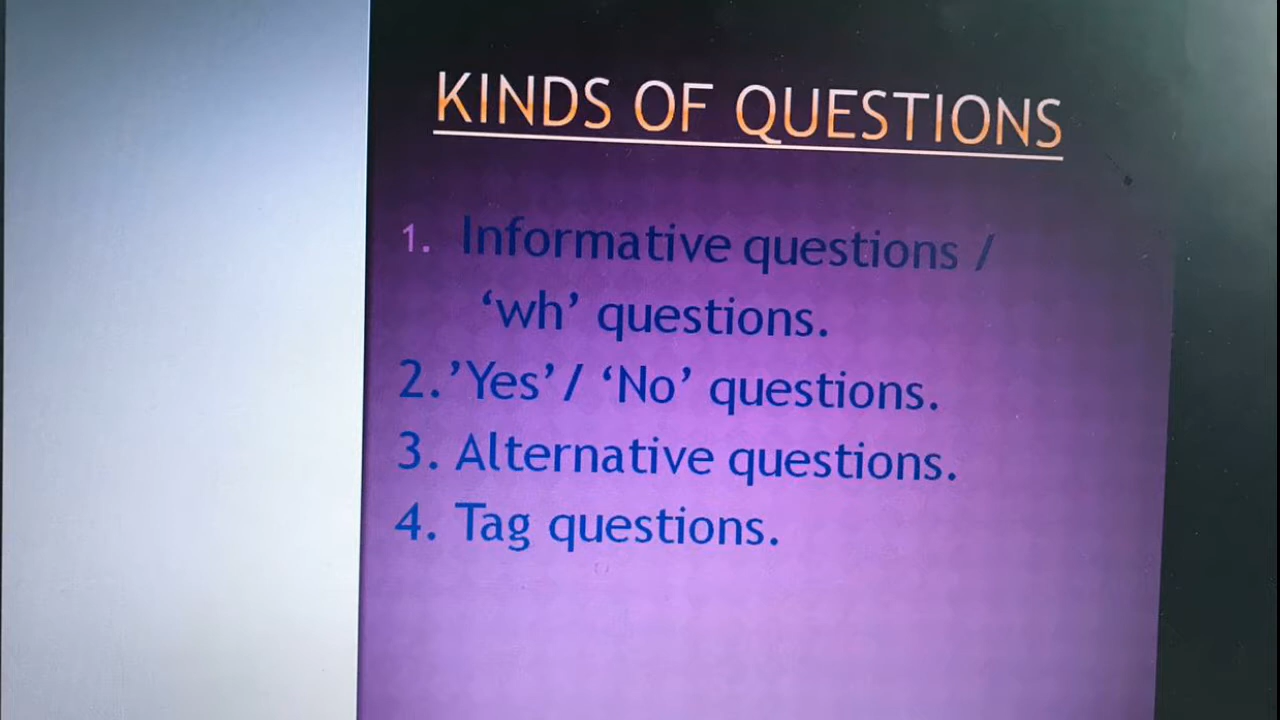 KINDS OF QUESTIONS
1. Informative questions /
‘wh’ questions.
2.’Yes’/ ‘No’ questions.
3. Alternative questions.
4. Tag questions.